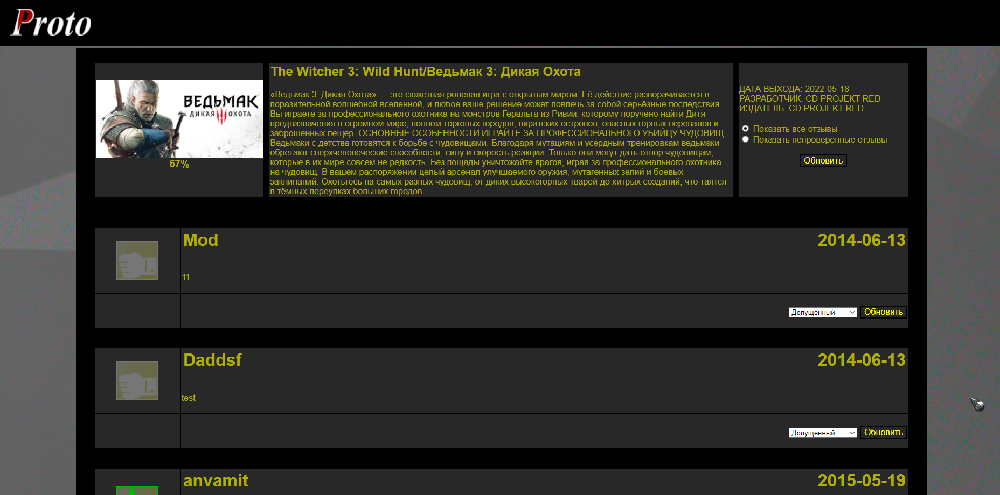 Proto
ВЕДЬМАК
ДИКАЯ ОХОТА
67%
The Witcher 3: Wild Hunt/Ведьмак 3: Дикая Охота
«Ведьмак 3: Дикая Охота» — это сюжетная ролевая игра с открытым миром. Её действие разворачивается в
поразительной волшебной вселенной, и любое ваше решение может повлечь за собой серьёзные последствия.
Вы играете за профессионального охотника на монстров Геральта из Ривии, которому поручено найти Дитя
предназначения в огромном мире, полном торговых городов, пиратских островов, опасных горных перевалов и
заброшенных пещер. ОСНОВНЫЕ ОСОБЕННОСТИ ИГРАЙТЕ ЗА ПРОФЕССИОНАЛЬНОГО УБИЙЦУ ЧУДОВИЩ
Ведьмаки с детства готовятся к борьбе с чудовищами. Благодаря мутациям и усердным тренировкам ведьмаки
обретают сверхчеловеческие способности, силу и скорость реакции. Только они могут дать отпор чудовищам,
которые в их мире совсем не редкость. Без пощады уничтожайте врагов, играя за профессионального охотника
на чудовищ. В вашем распоряжении целый арсенал улучшаемого оружия, мутагенных зелий и боевых
заклинаний. Охотьтесь на самых разных чудовищ, от диких высокогорных тварей до хитрых созданий, что таятся
в тёмных переулках больших городов.
ДАТА ВЫХОДА: 2022-05-18
РАЗРАБОТЧИК: CD PROJEKT RED
ИЗДАТЕЛЬ: CD PROJEKT RED
Показать все отзывы
Показать непроверенные отзывы
Обновить
Mod 2014-06-13
11
Допущенный Обновить
Daddsf 2014-06-13
test
Допущенный Обновить
anvamit 2015-05-19